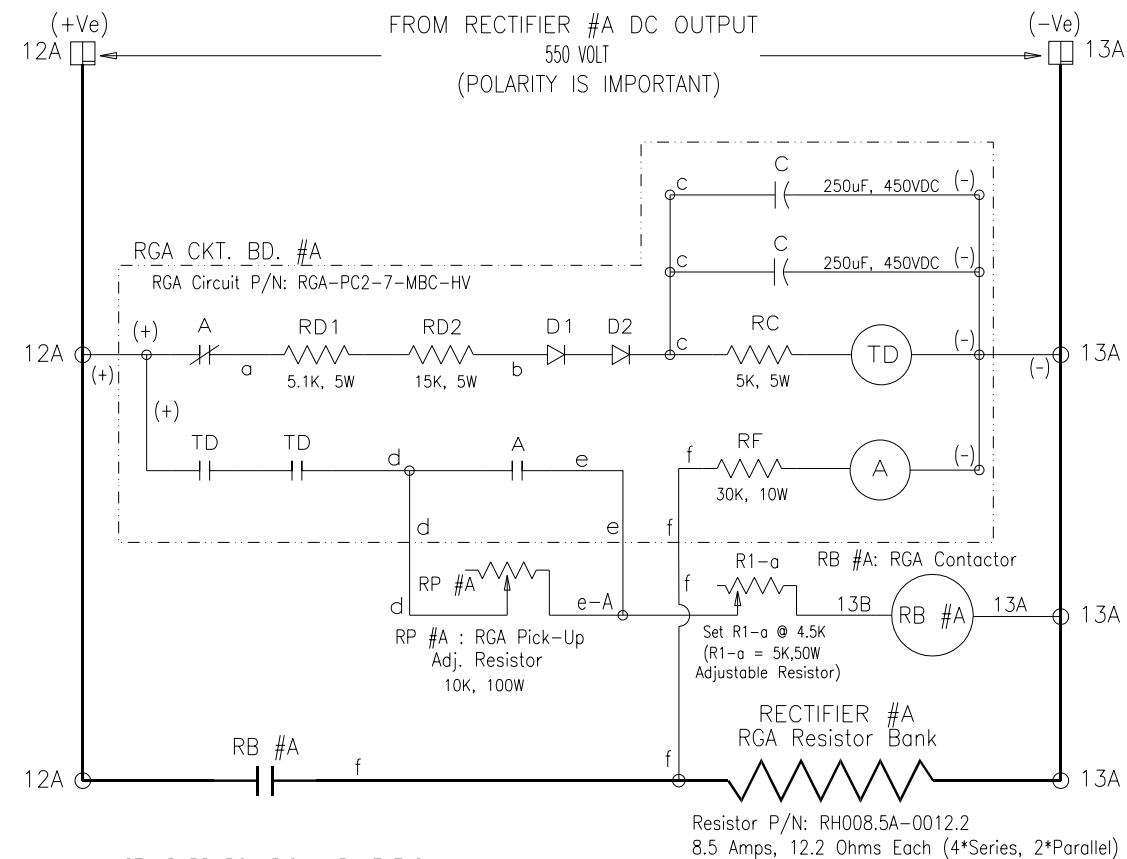 (+Ve) FROM RECTIFIER #A DC OUTPUT (-Ve)
12A 550 VOLT 13A
(POLARITY IS IMPORTANT)
C
c 250uF, 450VDC (-)
RGA CKT. BD. #A
C
c 250uF, 450VDC (-)
RGA Circuit P/N: RGA-PC2-7-MBC-HV
(+) A RD1 RD2 D1 D2 c RC (-)
12A TD 13A
(+) a 5.1K, 5W 15K, 5W b 5K, 5W (-)
(+)
TD TD d A e f RF A (-)
30K, 10W
d e f
RP #A f R1-a RB #A: RGA Contactor
d e-A 13B RB #A 13A 13A
RP #A : RGA Pick-Up Set R1-a @ 4.5K
Adj. Resistor (R1-a = 5K,50W
10K, 100W Adjustable Resistor)
RECTIFIER #A
RB #A f RGA Resistor Bank
12A f 13A
Resistor P/N: RH008.5A-0012.2
8.5 Amps, 12.2 Ohms Each (4*Series, 2*Parallel)